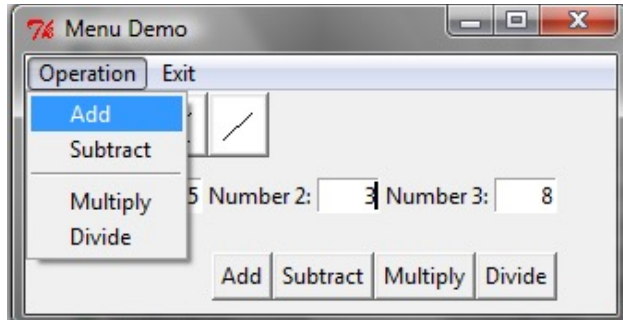 Menu Demo
Operation Exit
Add
Subtract
Multiply
5 Number 2: 3 Number 3: 8
Divide
Add Subtract Multiply Divide